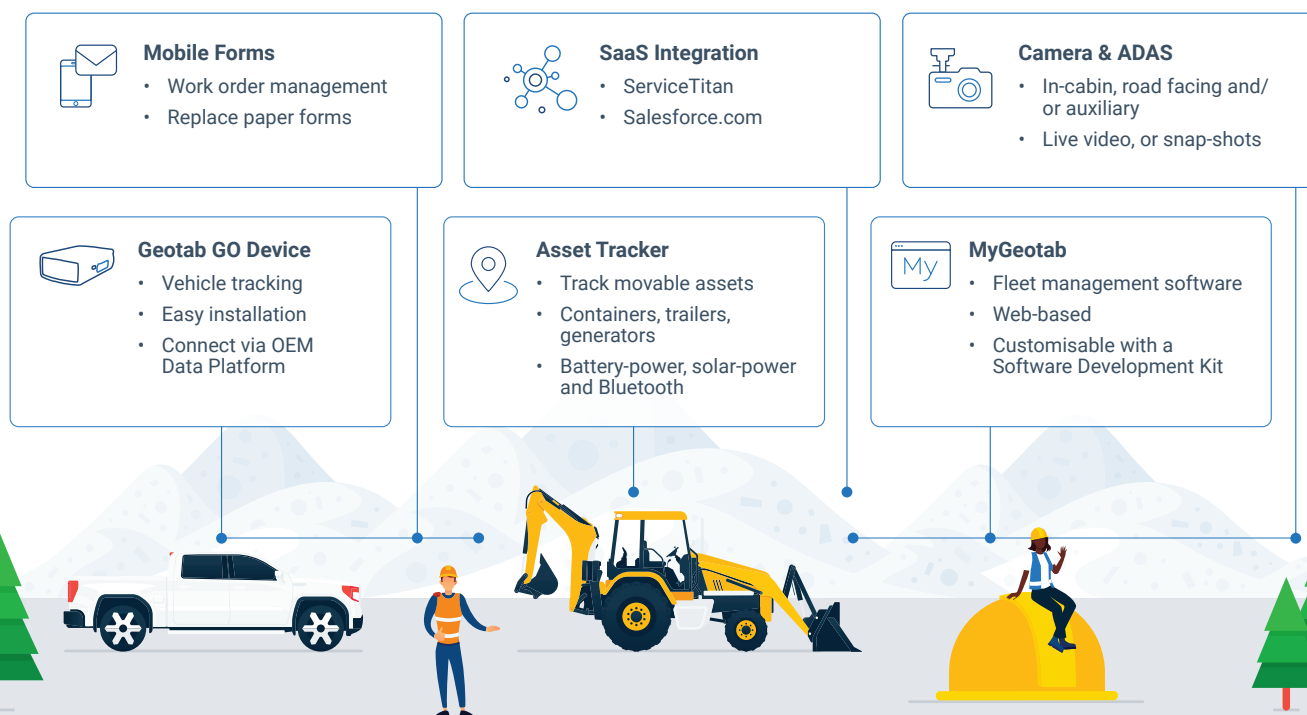 Mobile Forms
• Work order management
• Replace paper forms
SaaS Integration
• ServiceTitan
• Salesforce.com
Camera & ADAS
• In-cabin, road facing and/
or auxiliary
• Live video, or snap-shots
Geotab GO Device
• Vehicle tracking
• Easy installation
• Connect via OEM
Data Platform
Asset Tracker
• Track movable assets
• Containers, trailers,
generators
• Battery-power, solar-power
and Bluetooth
My
MyGeotab
• Fleet management software
• Web-based
• Customisable with a
Software Development Kit